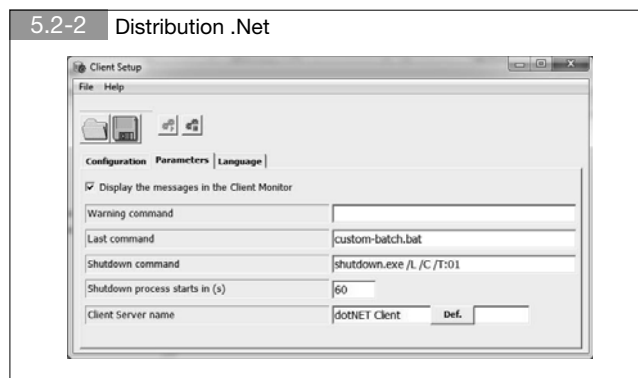 5.2-2 Distribution .Net
Client Setup
File Help
Configuration Parameters Language
Display the messages in the Client Monitor
Warning command
Last command custom-batch.bat
Shutdown command shutdown.exe /L /C /T:01
Shutdown process starts in (s) 60
Client Server name dotNET Client Def.